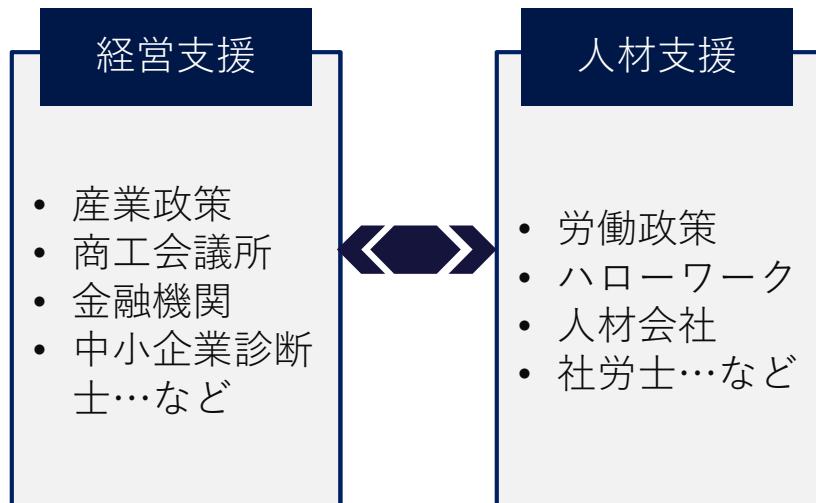 経営支援
• 産業政策
• 商工会議所
• 金融機関
• 中小企業診断
士…など
人材支援
• 労働政策
• ハローワーク
• 人材会社
• 社労士…など